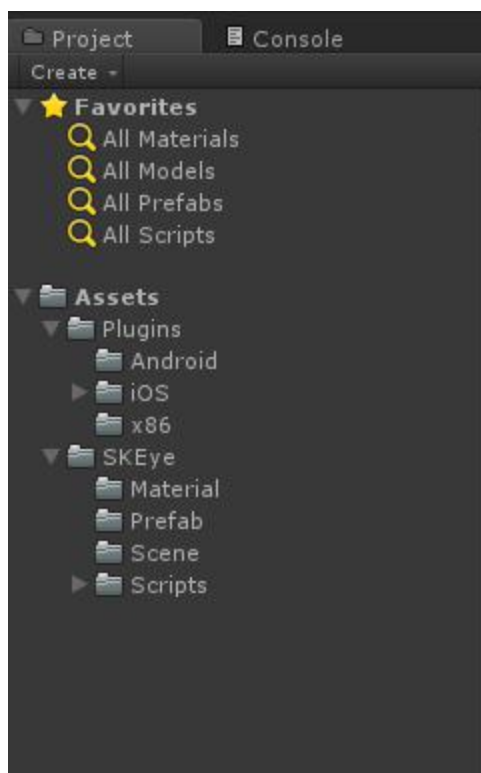 Project Console
Create
Favorites
All Materials
All Models
All Prefabs
All Scripts
Assets
Plugins
Android
iOS
x86
SKEye
Material
Prefab
Scene
Scripts